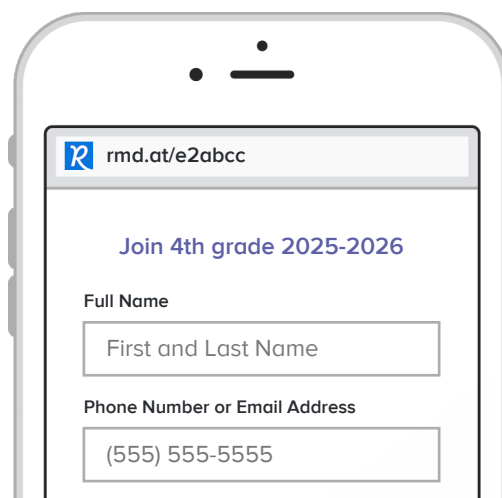 rmd.at/e2abcc
Join 4th grade 2025-2026
Full Name
First and Last Name
Phone Number or Email Address
(555) 555-5555